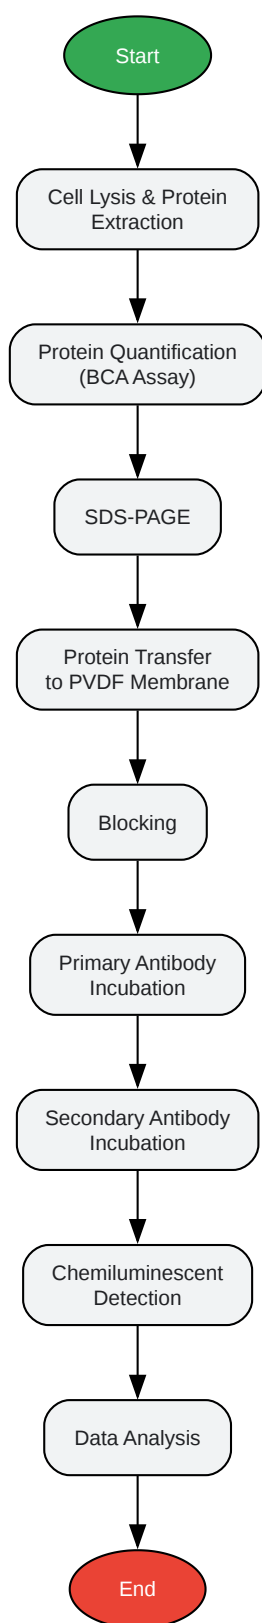 Start
Cell Lysis & Protein
Extraction
Protein Quantification
(BCA Assay)
SDS-PAGE
Protein Transfer
to PVDF Membrane
Blocking
Primary Antibody
Incubation
Secondary Antibody
Incubation
Chemiluminescent
Detection
Data Analysis
End